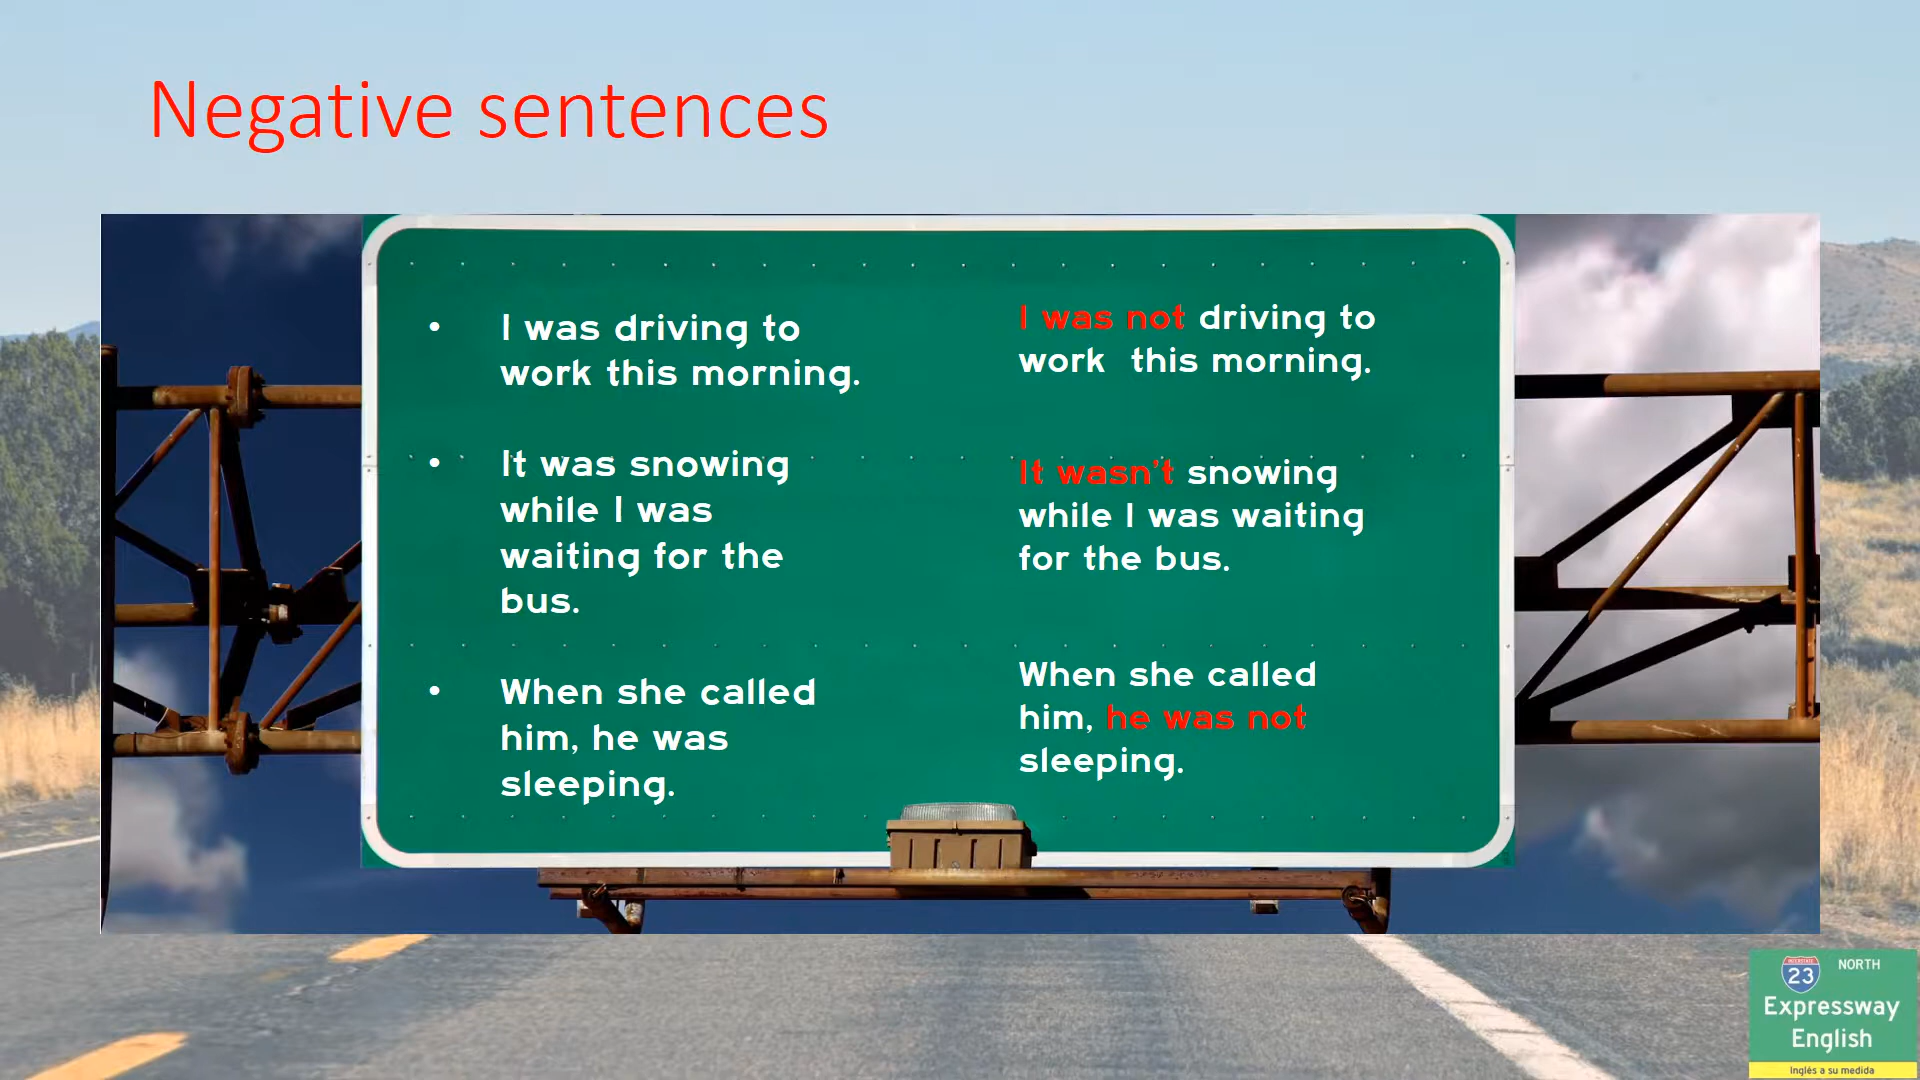 Negative sentences
• I was driving to
work this morning.
• It was snowing
while I was
waiting for the
bus.
• When she called
him, he was
sleeping.
I was not driving to
work  this morning.
It wasn't snowing
while I was waiting
for the bus.
When she called
him, he was not
sleeping.
INTERSTATE
23
NORTH
Expressway
English
Inglés a su medida